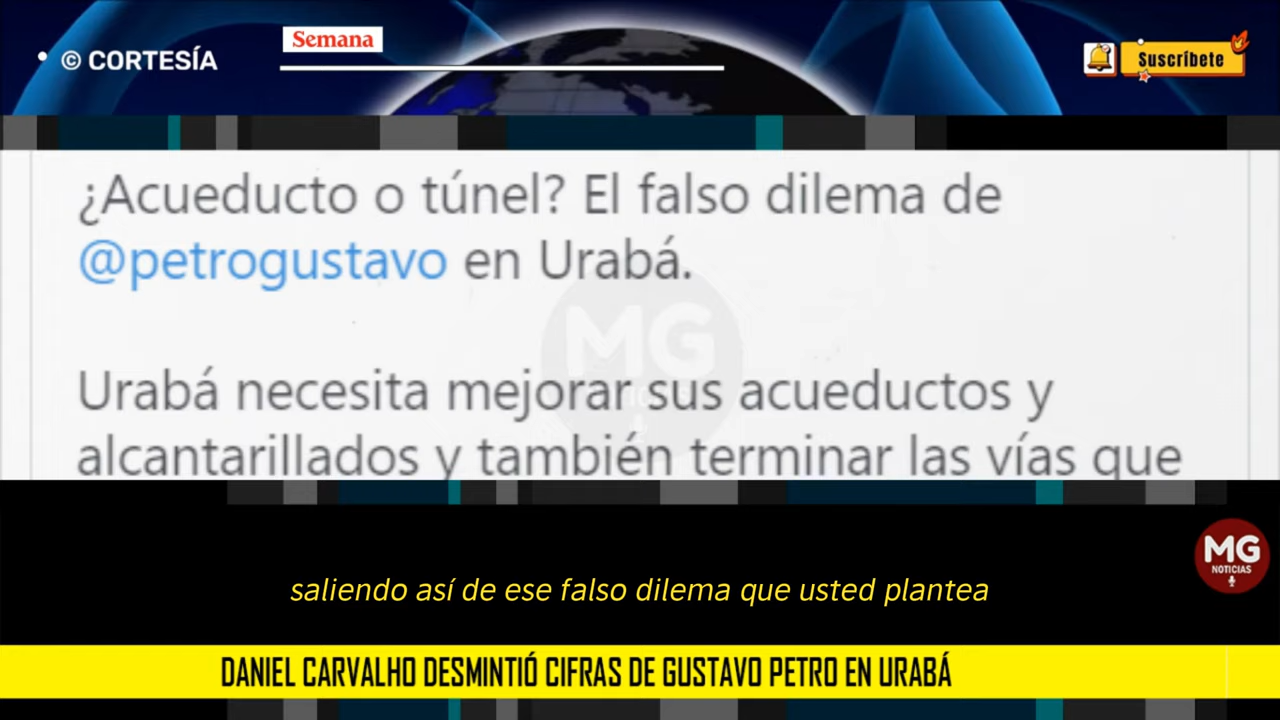 © CORTESÍA
Semana
Suscríbete
¿Acueducto o túnel? El falso dilema de
@petrogustavo en Urabá.
MG
Urabá necesita mejorar sus acueductos y
alcantarillados y también terminar las vías que
MG
NOTICIAS
saliendo así de ese falso dilema que usted plantea
DANIEL CARVALHO DESMINTIÓ CIFRAS DE GUSTAVO PETRO EN URABÁ